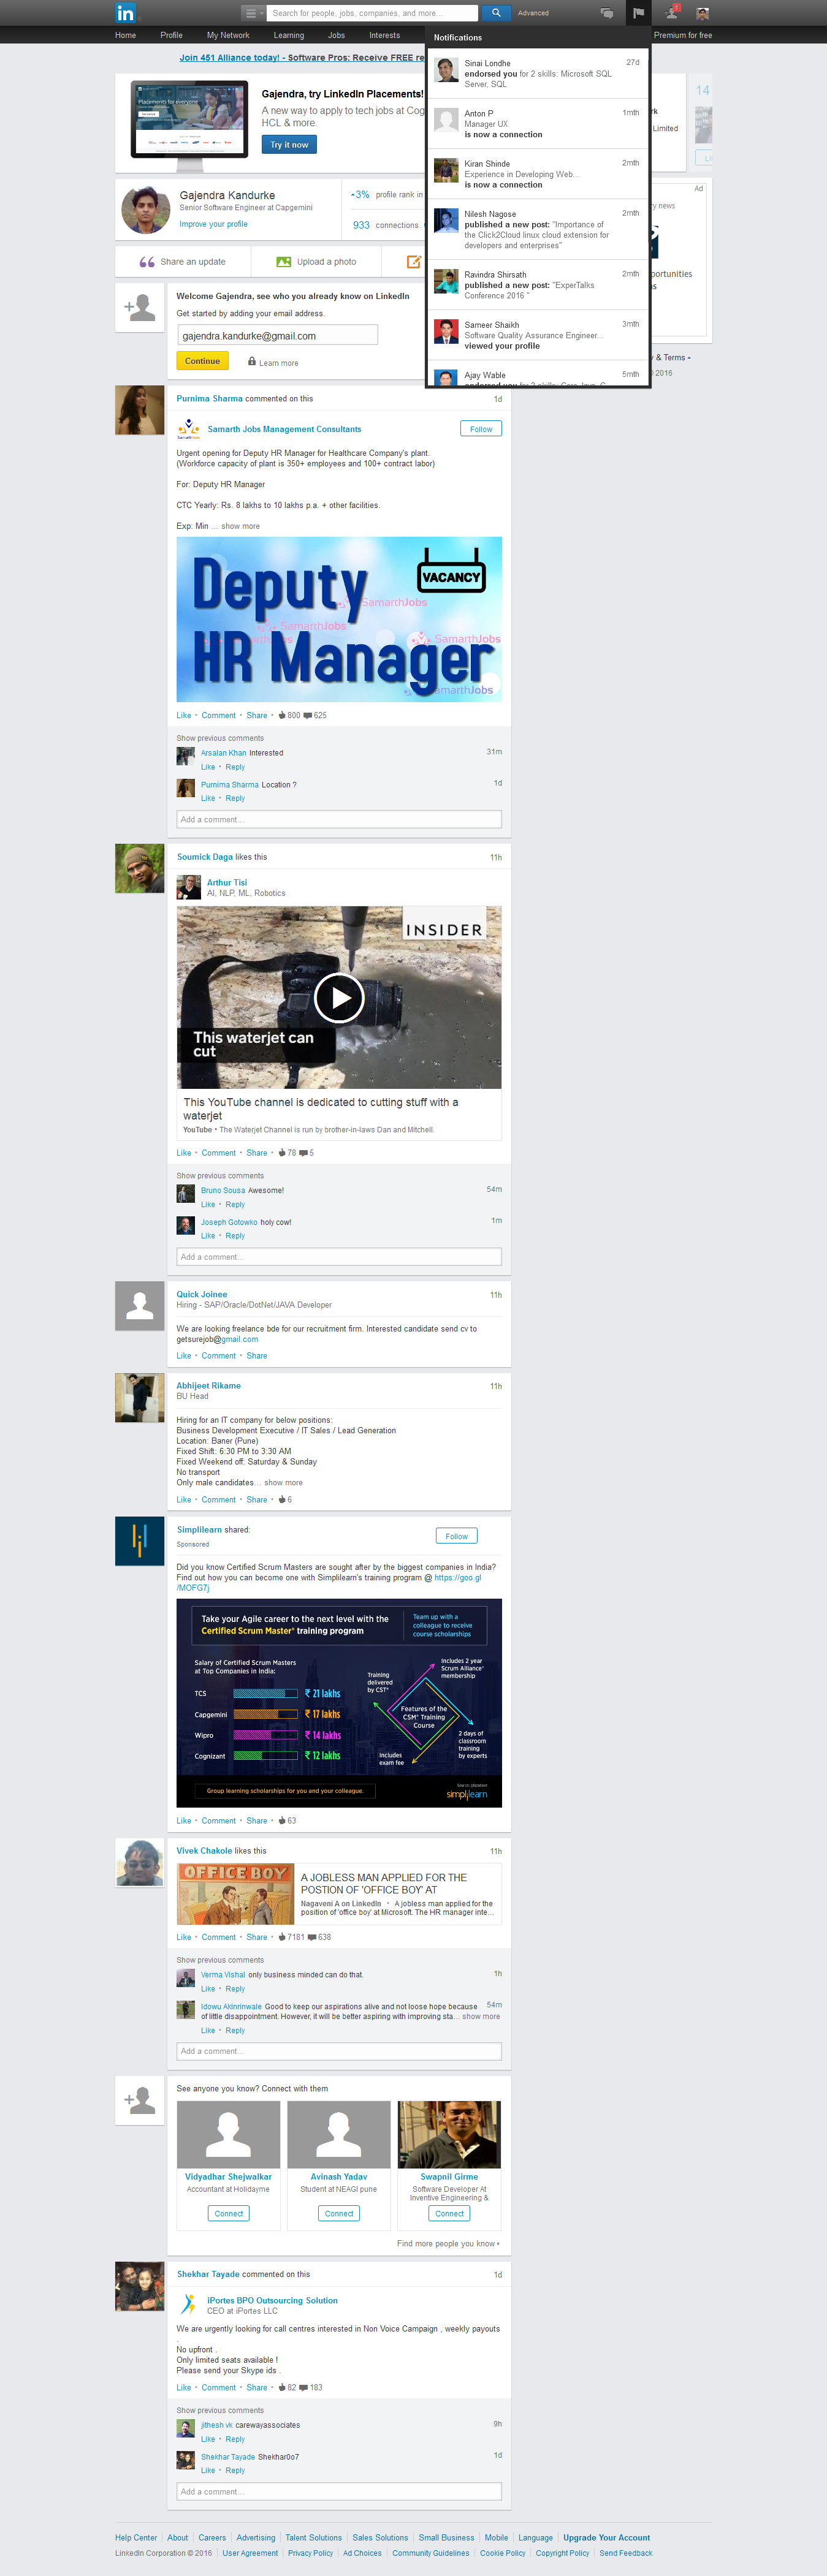 in
Search for people, jobs, companies, and more...
Advanced
1
Home
Profile
My Network
Learning
Jobs
Interests
Premium for free
Join 451 Alliance today! - Software Pros: Receive FREE re
Notifications
Sinai Londhe
27d
endorsed you for 2 skills: Microsoft SQL
Server, SQL
Anton P
1mth
Manager UX
is now a connection
Kiran Shinde
2mth
Experience in Developing Web...
is now a connection
Nilesh Nagose
2mth
published a new post: "Importance of
the Click2Cloud linux cloud extension for
developers and enterprises"
Ravindra Shirsath
2mth
published a new post: "ExperTalks
Conference 2016 "
Sameer Shaikh
3mth
Software Quality Assurance Engineer...
viewed your profile
Ajay Wable
5mth
Gajendra, try LinkedIn Placements!
A new way to apply to tech jobs at Cog
HCL & more.
Try it now
14
rk
Limited
Ad
ry news
portunities
s
y & Terms
2016
Gajendra Kandurke
Senior Software Engineer at Capgemini
Improve your profile
3% profile rank in
933 connections.
Share an update
Upload a photo
Welcome Gajendra, see who you already know on LinkedIn
Get started by adding your email address.
gajendra.kandurke@gmail.com
Continue
Learn more
Purnima Sharma commented on this
1d
Samarth Jobs Management Consultants
Follow
Urgent opening for Deputy HR Manager for Healthcare Company's plant.
(Workforce capacity of plant is 350+ employees and 100+ contract labor)
For: Deputy HR Manager
CTC Yearly: Rs. 8 lakhs to 10 lakhs p.a. + other facilities.
Exp: Min ... show more
Deputy
VACANCY
SamarthJobs
SamarthJobs
SamarthJobs
HR Manager
Like • Comment • Share • 800 625
Show previous comments
Arsalan Khan Interested
31m
Like • Reply
Purnima Sharma Location ?
1d
Like • Reply
Add a comment...
Soumick Daga likes this
11h
Arthur Tisi
AI, NLP, ML, Robotics
INSIDER
This waterjet can
cut
This YouTube channel is dedicated to cutting stuff with a
waterjet
YouTube • The Waterjet Channel is run by brother-in-laws Dan and Mitchell.
Like • Comment • Share • 78 5
Show previous comments
Bruno Sousa Awesome!
54m
Like • Reply
Joseph Gotowko holy cow!
1m
Like • Reply
Add a comment...
Quick Joinee
11h
Hiring - SAP/Oracle/DotNet/JAVA Developer
We are looking freelance bde for our recruitment firm. Interested candidate send cv to
getsurejob@gmail.com
Like • Comment • Share
Abhijeet Rikame
11h
BU Head
Hiring for an IT company for below positions:
Business Development Executive / IT Sales / Lead Generation
Location: Baner (Pune)
Fixed Shift: 6:30 PM to 3:30 AM
Fixed Weekend off: Saturday & Sunday
No transport
Only male candidates... show more
Like • Comment • Share • 6
Simplilearn shared:
Follow
Sponsored
Did you know Certified Scrum Masters are sought after by the biggest companies in India?
Find out how you can become one with Simplilearn's training program @ https://goo.gl
/MOFG7j
Take your Agile career to the next level with the
Certified Scrum Master® training program
Team up with a
colleague to receive
course scholarships
Salary of Certified Scrum Masters
at Top Companies in India:
TCS ₹ 21 lakhs
Capgemini ₹ 17 lakhs
Wipro ₹ 14 lakhs
Cognizant ₹ 12 lakhs
Includes 2 year
Scrum Alliance®
membership
Training
delivered
by CST®
Features of the
CSM® Training
Course
2 days of
classroom
training
by experts
Includes
exam fee
Group learning scholarships for you and your colleague.
simplilearn
Like • Comment • Share • 63
Vivek Chakole likes this
11h
OFFICE BOY
A JOBLESS MAN APPLIED FOR THE
POSTION OF 'OFFICE BOY' AT
Nagaveni A on LinkedIn • A jobless man applied for the
position of 'office boy' at Microsoft. The HR manager inte...
Like • Comment • Share • 7181 638
Show previous comments
Verma Vishal only business minded can do that.
1h
Like • Reply
Idowu Akinrinwale Good to keep our aspirations alive and not loose hope because
54m
of little disappointment. However, it will be better aspiring with improving sta... show more
Like • Reply
Add a comment...
See anyone you know? Connect with them
Vidyadhar Shejwalkar
Accountant at Holidayme
Connect
Avinash Yadav
Student at NEAGI pune
Connect
Swapnil Girme
Software Developer At
Inventive Engineering &
Connect
Find more people you know
Shekhar Tayade commented on this
1d
iPortes BPO Outsourcing Solution
CEO at iPortes LLC
We are urgently looking for call centres interested in Non Voice Campaign , weekly payouts
.
No upfront .
Only limited seats available !
Please send your Skype ids .
Like • Comment • Share • 82 183
Show previous comments
jithesh vk carewayassociates
9h
Like • Reply
Shekhar Tayade Shekhar0o7
1d
Like • Reply
Add a comment...
Help Center
About
Careers
Advertising
Talent Solutions
Sales Solutions
Small Business
Mobile
Language
Upgrade Your Account
LinkedIn Corporation © 2016
User Agreement
Privacy Policy
Ad Choices
Community Guidelines
Cookie Policy
Copyright Policy
Send Feedback